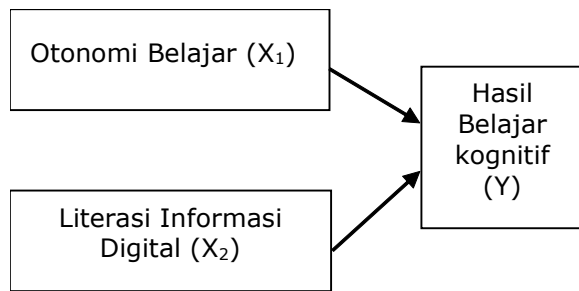 Otonomi Belajar (X₁)
Literasi Informasi
Digital (X₂)
Hasil
Belajar
kognitif
(Y)